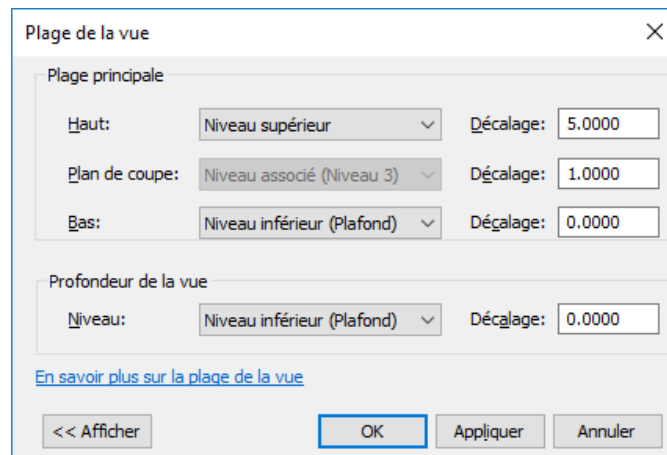 Plage de la vue
Plage principale
Haut: Niveau supérieur Décalage: 5.0000
Plan de coupe: Niveau associé (Niveau 3) Décalage: 1.0000
Bas: Niveau inférieur (Plafond) Décalage: 0.0000
Profondeur de la vue
Niveau: Niveau inférieur (Plafond) Décalage: 0.0000
En savoir plus sur la plage de la vue
<< Afficher OK Appliquer Annuler